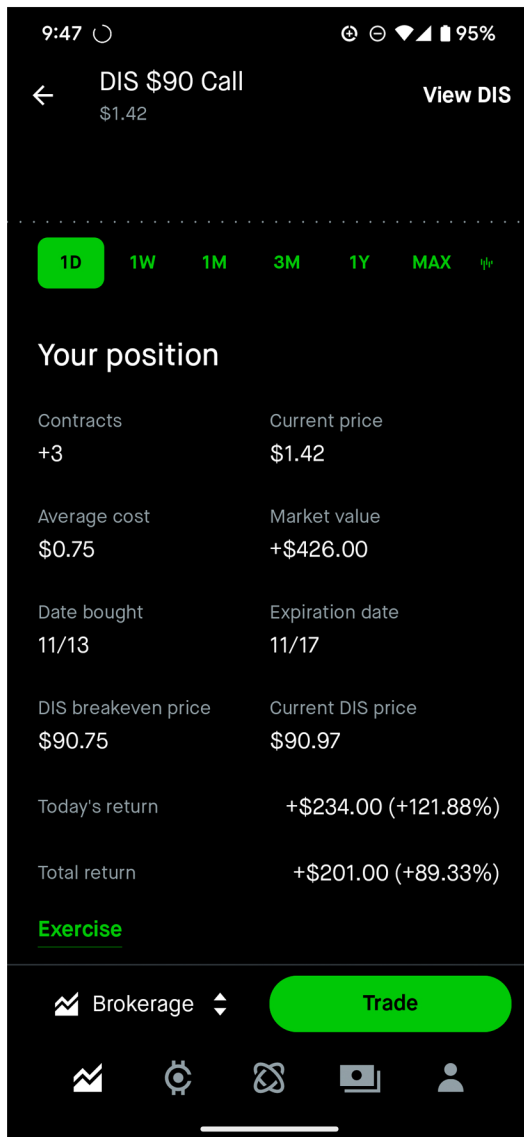 9:47
95%
DIS $90 Call
$1.42
View DIS
1D 1W 1M 3M 1Y MAX
Your position
Contracts
Current price
+3
$1.42
Average cost
Market value
$0.75
+$426.00
Date bought
Expiration date
11/13
11/17
DIS breakeven price
Current DIS price
$90.75
$90.97
Today's return
+$234.00 (+121.88%)
Total return
+$201.00 (+89.33%)
Exercise
Brokerage
Trade